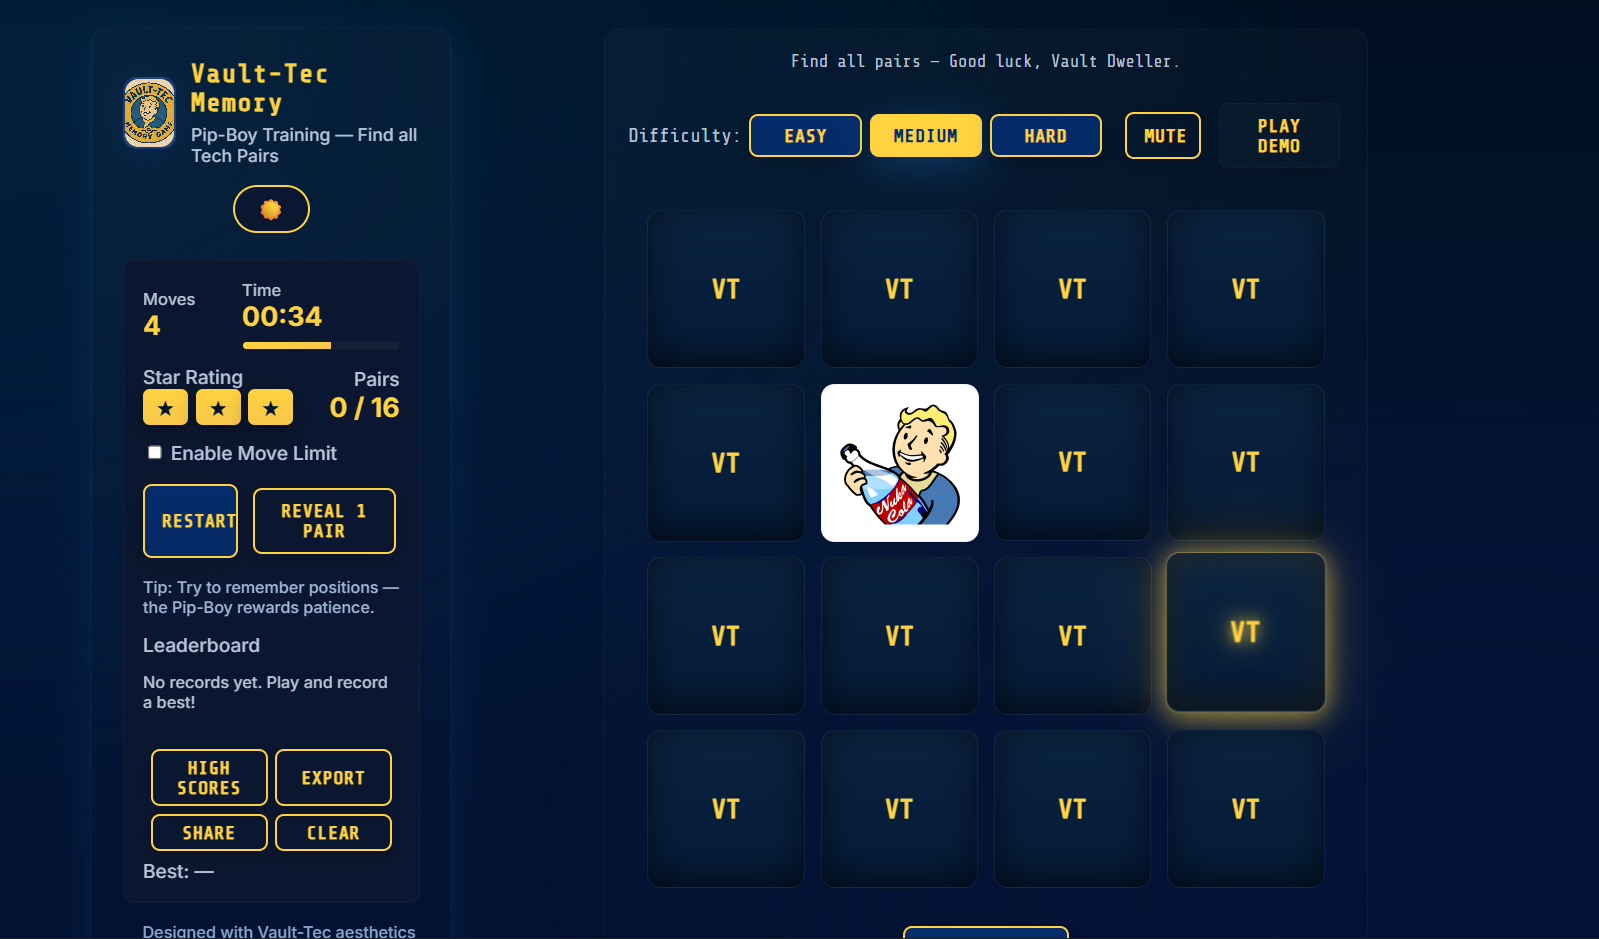 VAULT-TEC
MEMORY GAME
Vault-Tec
Memory
Pip-Boy Training — Find all
Tech Pairs
Moves
4
Time
00:34
Star Rating
★ ★ ★
Pairs
0 / 16
Enable Move Limit
RESTART
REVEAL 1
PAIR
Tip: Try to remember positions —
the Pip-Boy rewards patience.
Leaderboard
No records yet. Play and record
a best!
HIGH
SCORES
EXPORT
SHARE
CLEAR
Best: —
Designed with Vault-Tec aesthetics
Find all pairs — Good luck, Vault Dweller.
Difficulty:
EASY
MEDIUM
HARD
MUTE
PLAY
DEMO
VT
VT
VT
VT
VT
Nuka
Cola
VT
VT
VT
VT
VT
VT
VT
VT
VT
VT